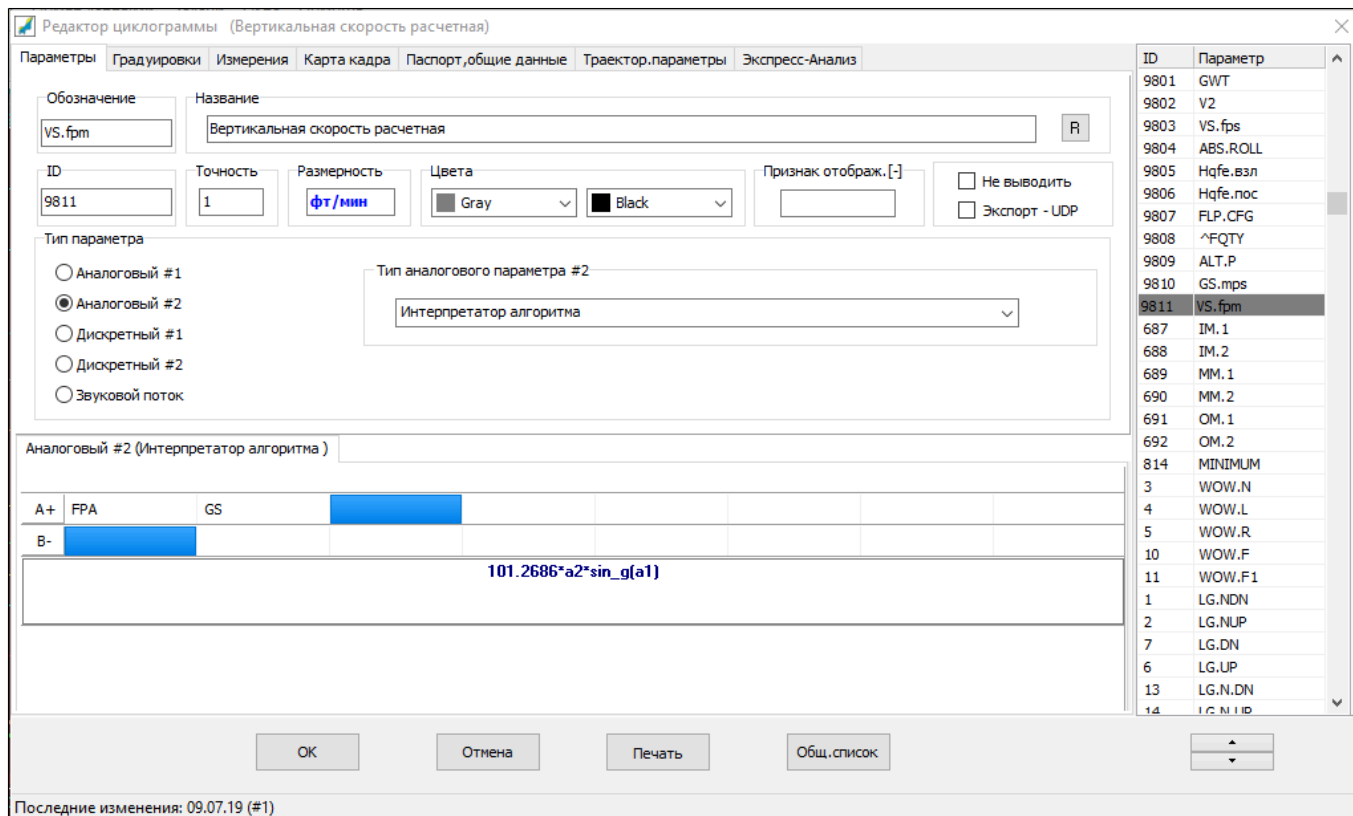 Редактор циклограммы (Вертикальная скорость расчетная)
Параметры Градуировки Измерения Карта кадра Паспорт,общие данные Траектор.параметры Экспресс-Анализ
Обозначение Название
VS.fpm Вертикальная скорость расчетная R
ID Точность Размерность Цвета Признак отображ.[-]
9811 1 фт/мин Gray Black
Не выводить
Экспорт - UDP
Тип параметра
Аналоговый #1
Аналоговый #2
Дискретный #1
Дискретный #2
Звуковой поток
Тип аналогового параметра #2
Интерпретатор алгоритма
Аналоговый #2 (Интерпретатор алгоритма )
A+ FPA GS
B-
101.2686*a2*sin_g(a1)
ID Параметр
9801 GWT
9802 V2
9803 VS.fps
9804 ABS.ROLL
9805 Hqfe.взл
9806 Hqfe.пос
9807 FLP.CFG
9808 ^FQTY
9809 ALT.P
9810 GS.mps
9811 VS.fpm
687 IM.1
688 IM.2
689 MM.1
690 MM.2
691 OM.1
692 OM.2
814 MINIMUM
3 WOW.N
4 WOW.L
5 WOW.R
10 WOW.F
11 WOW.F1
1 LG.NDN
2 LG.NUP
7 LG.DN
6 LG.UP
13 LG.N.DN
14 LG.N.UP
OK Отмена Печать Общ.список
Последние изменения: 09.07.19 (#1)